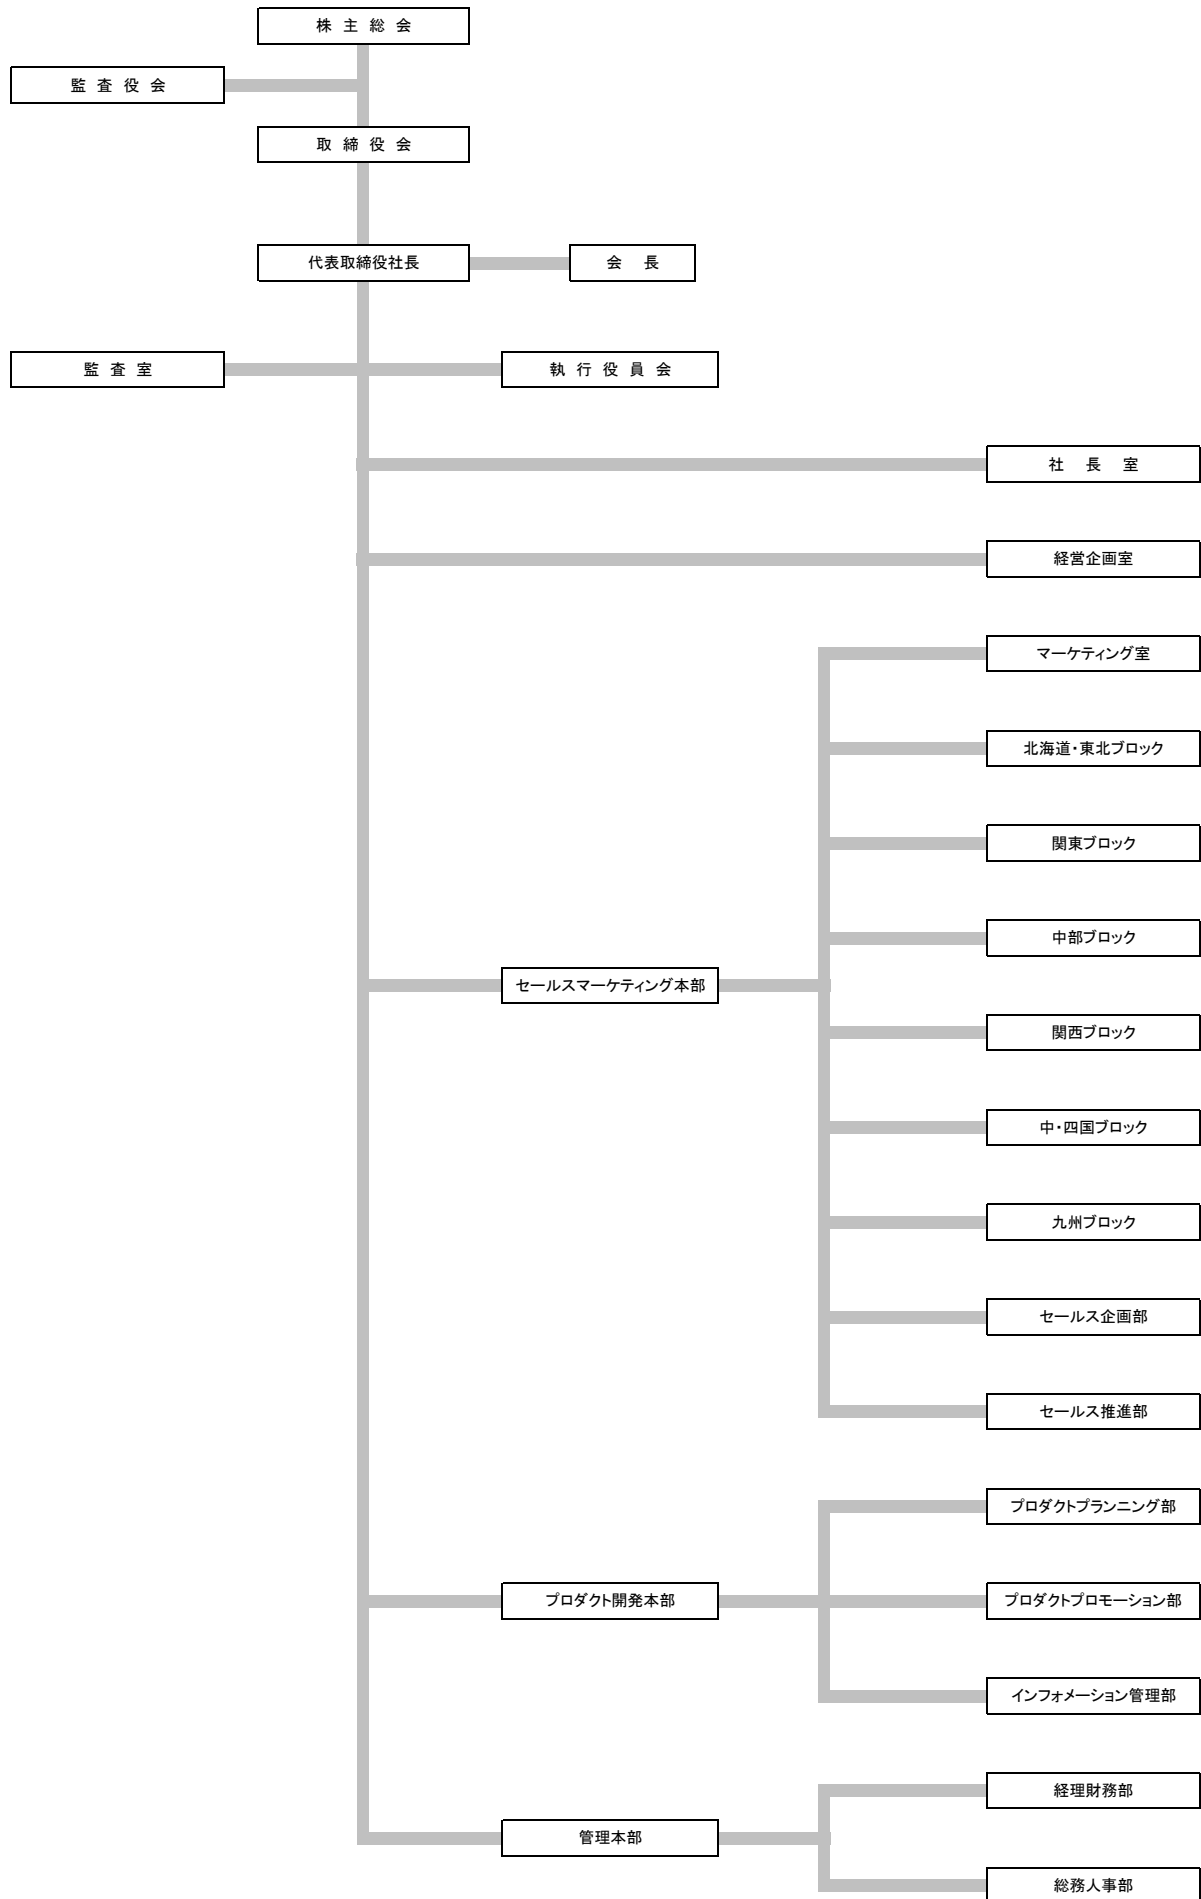 株 主 総 会
監 査 役 会
取 締 役 会
代表取締役社長
会 長
監 査 室
執 行 役 員 会
社 長 室
経営企画室
マーケティング室
北海道・東北ブロック
関東ブロック
中部ブロック
セールスマーケティング本部
関西ブロック
中・四国ブロック
九州ブロック
セールス企画部
セールス推進部
プロダクトプランニング部
プロダクト開発本部
プロダクトプロモーション部
インフォメーション管理部
経理財務部
管理本部
総務人事部